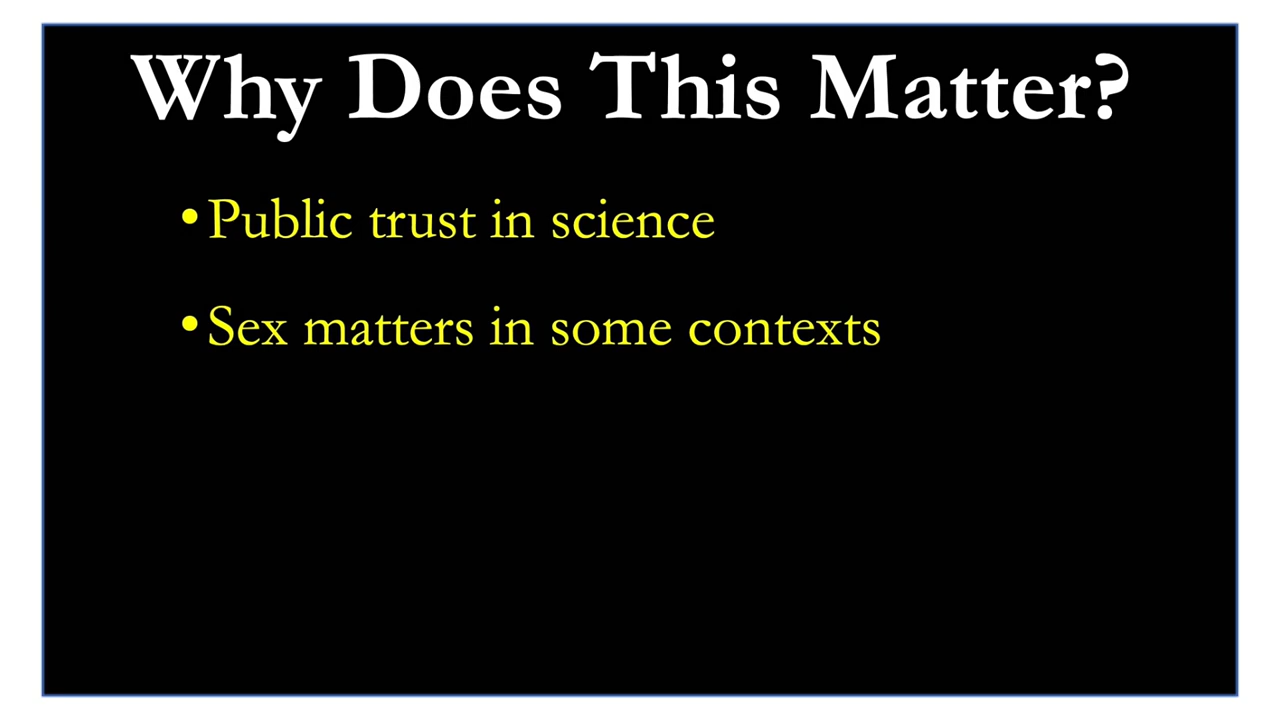 Why Does This Matter?
• Public trust in science
• Sex matters in some contexts